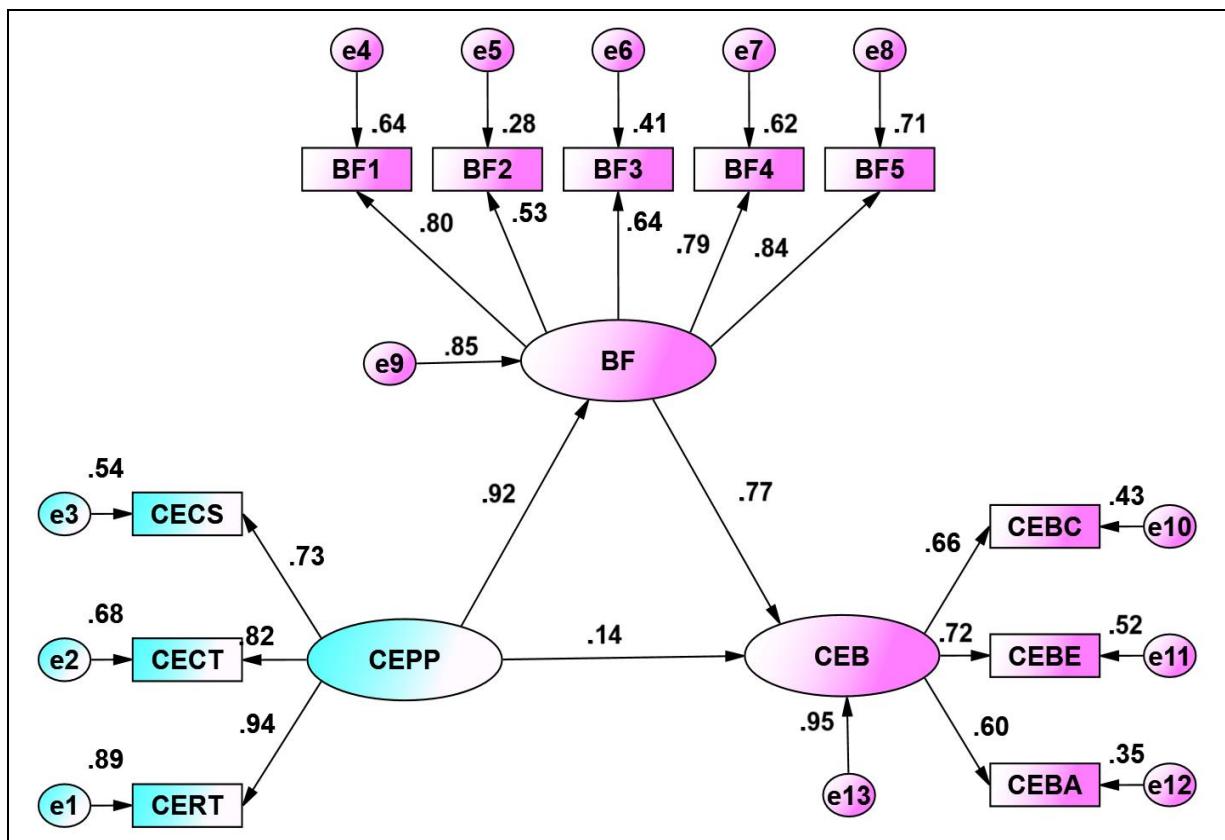 e4 e5 e6 e7 e8
.64 .28 .41 .62 .71
BF1 BF2 BF3 BF4 BF5
.80 .53 .64 .79 .84
e9 .85 BF
.54
e3 CECS
.73
.92
.77
CEBC .43 e10
.66
.68
e2 CECT .82 CEPP .14 CEB .72 CEBE .52 e11
.94
.95
.60
.89
e1 CERT
e13
CEBA .35 e12